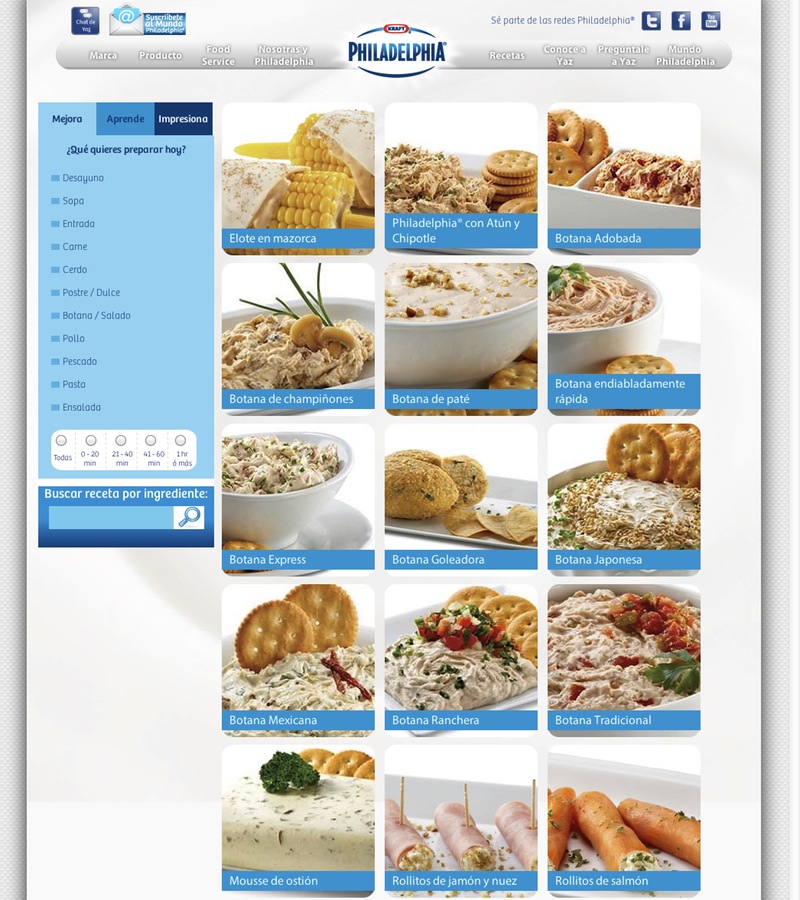 Chat de
Yaz
@
Suscríbete
al Mundo
Philadelphia®
Sé parte de las redes Philadelphia®
You
Tube
KRAFT
PHILADELPHIA®
Marca
Producto
Food
Service
Nosotras y
Philadelphia
Recetas
Conoce a
Yaz
Pregúntale
a Yaz
Mundo
Philadelphia
Mejora
Aprende
Impresiona
¿Qué quieres preparar hoy?
Desayuno
Sopa
Entrada
Carne
Cerdo
Postre / Dulce
Botana / Salado
Pollo
Pescado
Pasta
Ensalada
Todas
0 - 20
min
21 - 40
min
41 - 60
min
1 hr
ó más
Buscar receta por ingrediente:
Elote en mazorca
Philadelphia® con Atún y
Chipotle
Botana Adobada
Botana de champiñones
Botana de paté
Botana endiabladamente
rápida
Botana Express
Botana Goleadora
Botana Japonesa
Botana Mexicana
Botana Ranchera
Botana Tradicional
Mousse de ostión
Rollitos de jamón y nuez
Rollitos de salmón